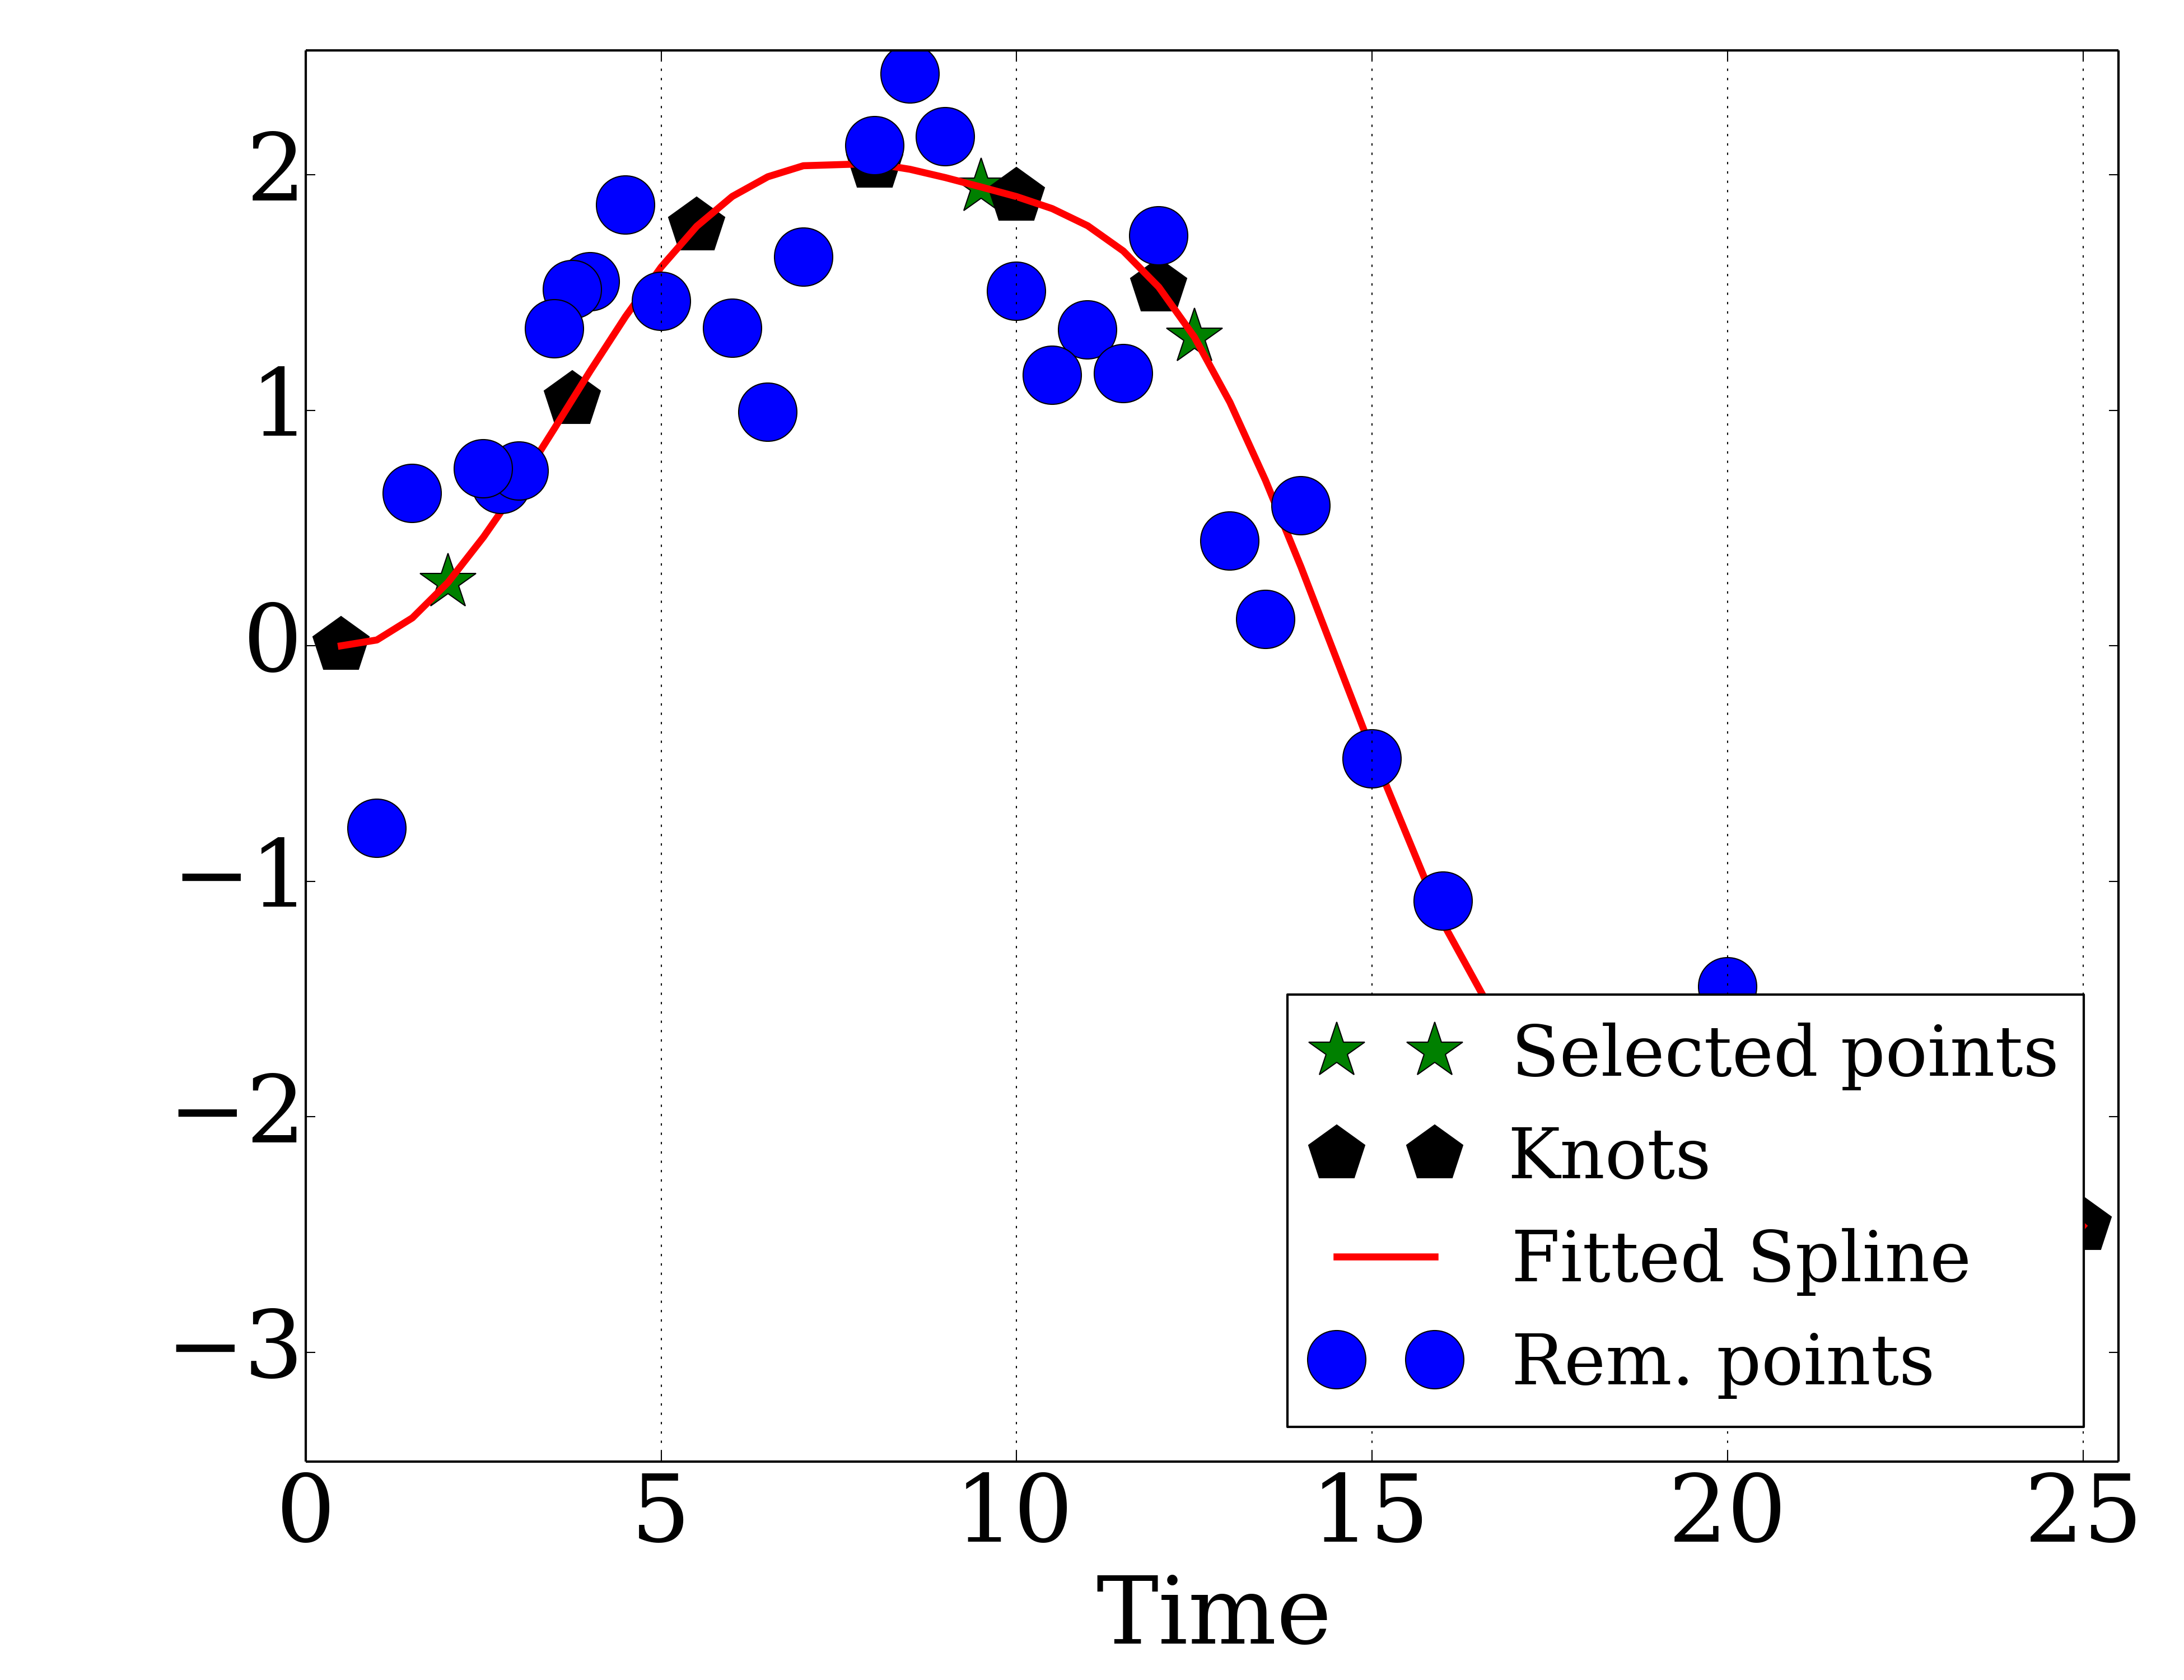 2
1
0
−1
−2
−3
Selected points
Knots
Fitted Spline
Rem. points
0 5 10 15 20 25
Time